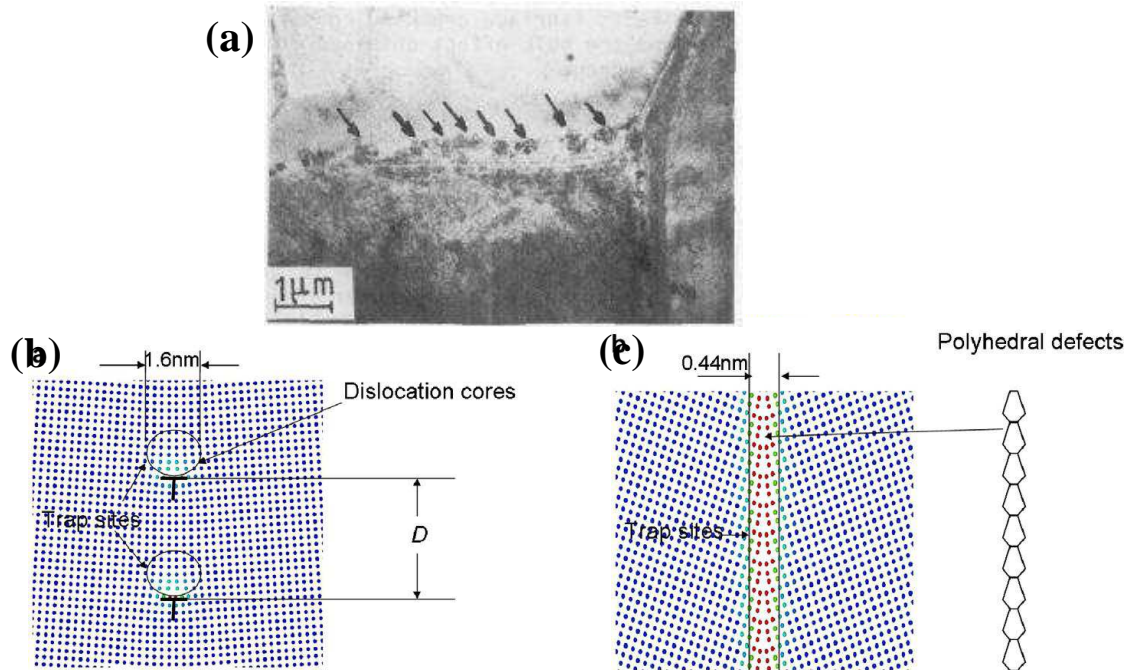 (a)
1μm
(b)
1.6nm
Dislocation cores
Trap sites
D
(c)
0.44nm
Polyhedral defects
Trap sites